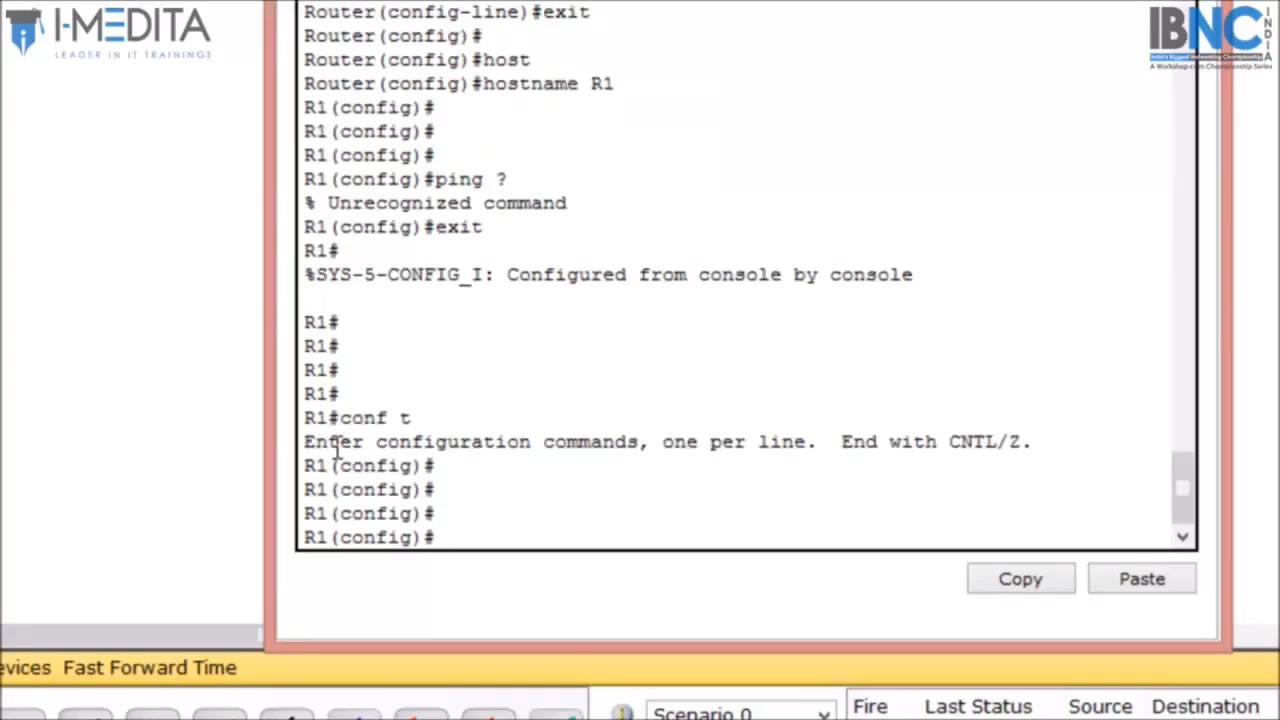 I-MEDITA
LEADER IN IT TRAININGS
IBNC
INDIA
India's Biggest Networking Championship
A Workshop cum Championship Series
Router(config-line)#exit
Router(config)#
Router(config)#host
Router(config)#hostname R1
R1(config)#
R1(config)#
R1(config)#
R1(config)#ping ?
% Unrecognized command
R1(config)#exit
R1#
%SYS-5-CONFIG_I: Configured from console by console
R1#
R1#
R1#
R1#
R1#conf t
Enter configuration commands, one per line.  End with CNTL/Z.
R1(config)#
R1(config)#
R1(config)#
R1(config)#
Copy
Paste
evices Fast Forward Time
Scenario 0
Fire Last Status Source Destination